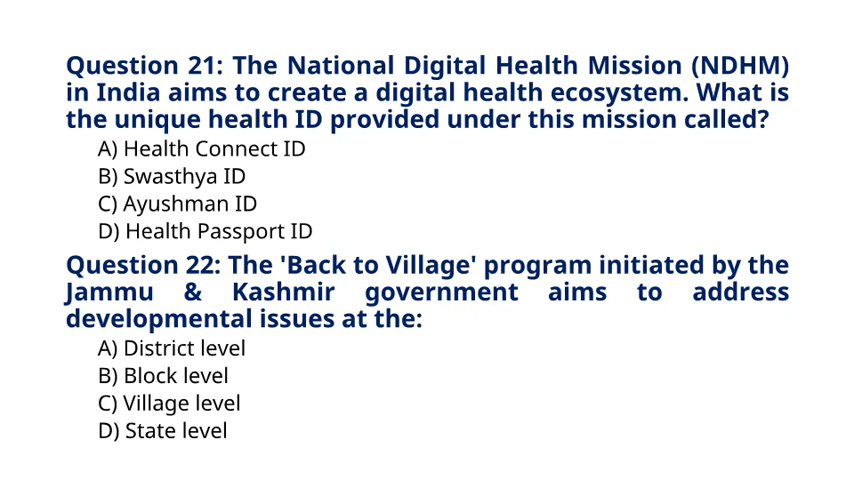 Question 21: The National Digital Health Mission (NDHM)
in India aims to create a digital health ecosystem. What is
the unique health ID provided under this mission called?
A) Health Connect ID
B) Swasthya ID
C) Ayushman ID
D) Health Passport ID
Question 22: The 'Back to Village' program initiated by the
Jammu & Kashmir government aims to address
developmental issues at the:
A) District level
B) Block level
C) Village level
D) State level